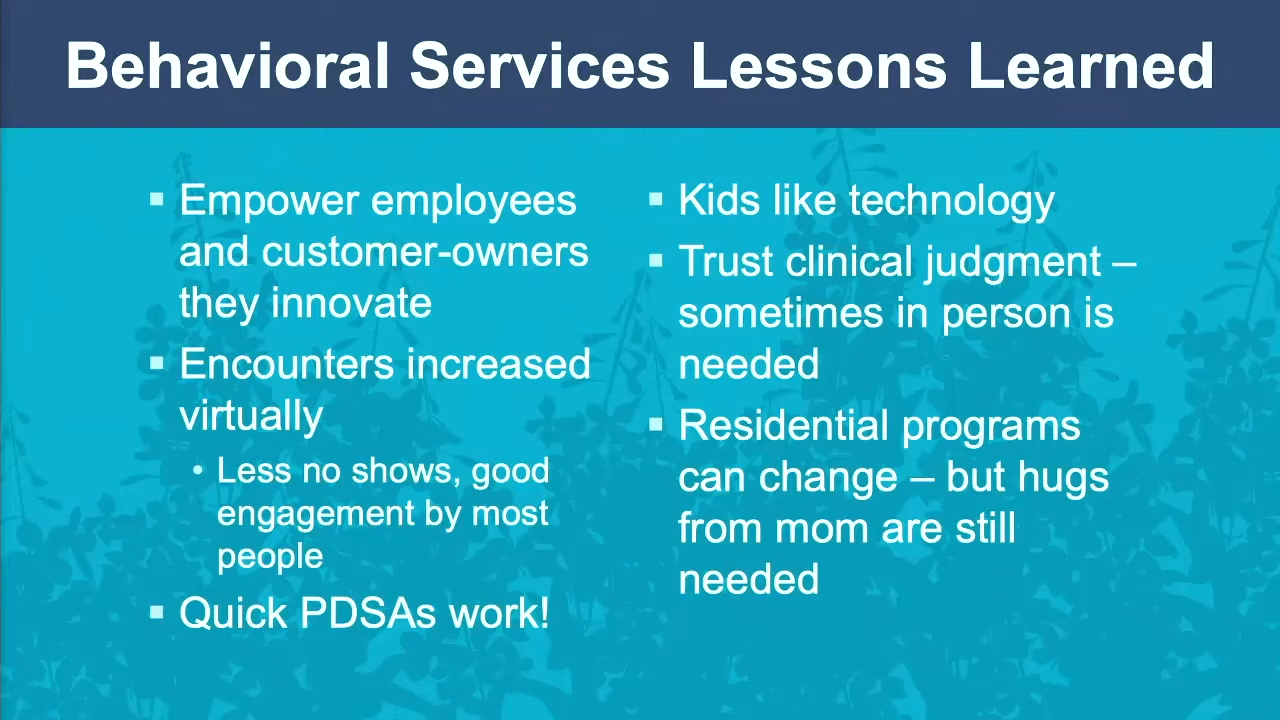 Behavioral Services Lessons Learned
▪ Empower employees
and customer-owners
they innovate
▪ Encounters increased
virtually
• Less no shows, good
engagement by most
people
▪ Quick PDSAs work!
▪ Kids like technology
▪ Trust clinical judgment –
sometimes in person is
needed
▪ Residential programs
can change – but hugs
from mom are still
needed